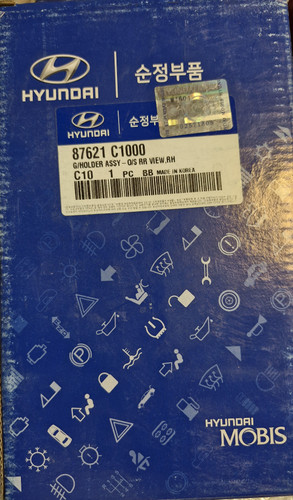 HYUNDAI
순정부품
HYUNDAI
순정부
87621 C1000
G/HOLDER ASSY-O/S RR VIEW,RH
C10 1 PC BB MADE IN KOREA
HYUNDAI
MOBIS